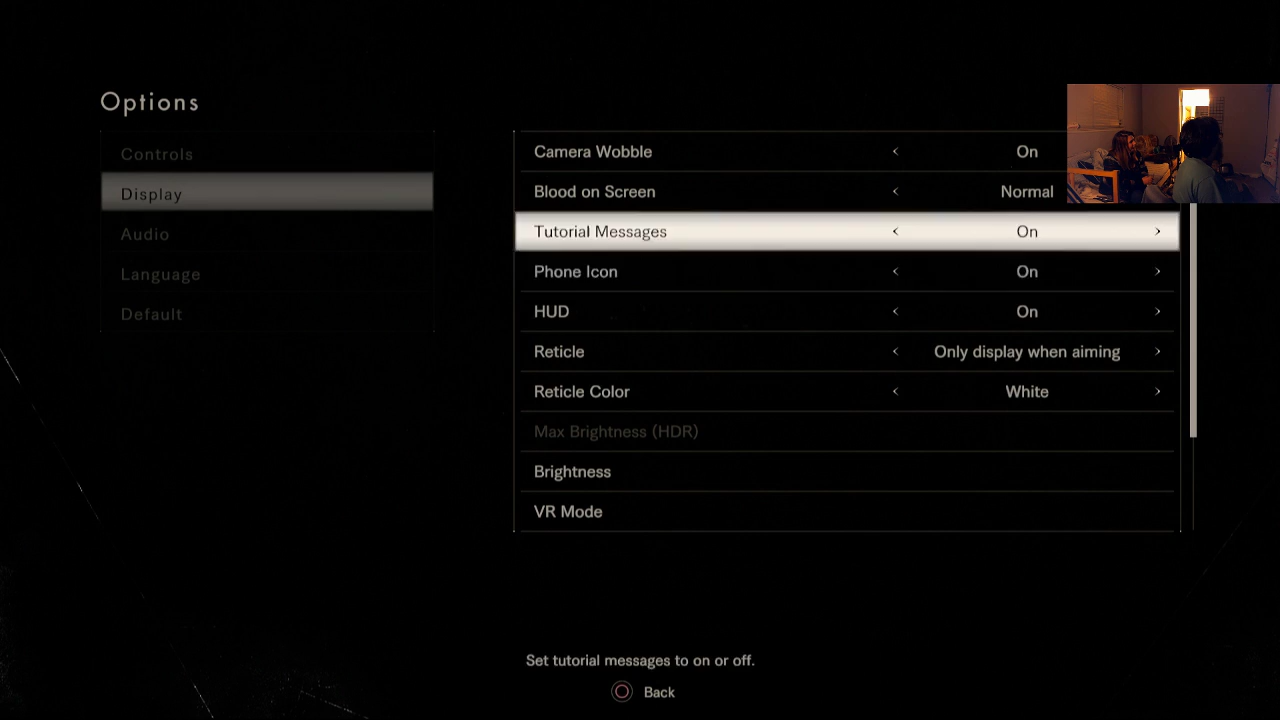 Options
Controls
Display
Audio
Language
Default
Camera Wobble < On
Blood on Screen < Normal
Tutorial Messages < On >
Phone Icon < On >
HUD < On >
Reticle < Only display when aiming >
Reticle Color < White >
Max Brightness (HDR)
Brightness
VR Mode
Set tutorial messages to on or off.
Back